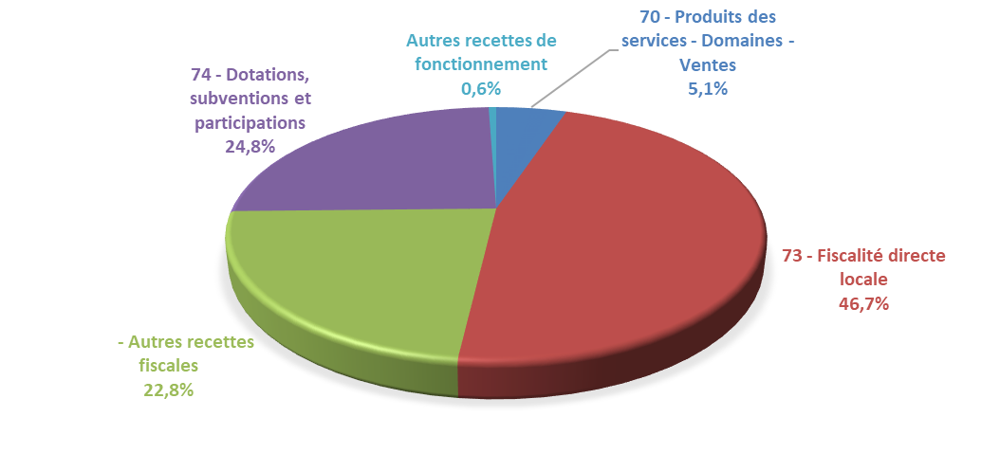 70 - Produits des
services - Domaines -
Ventes
5,1%
Autres recettes de
fonctionnement
0,6%
74 - Dotations,
subventions et
participations
24,8%
73 - Fiscalité directe
locale
46,7%
- Autres recettes
fiscales
22,8%